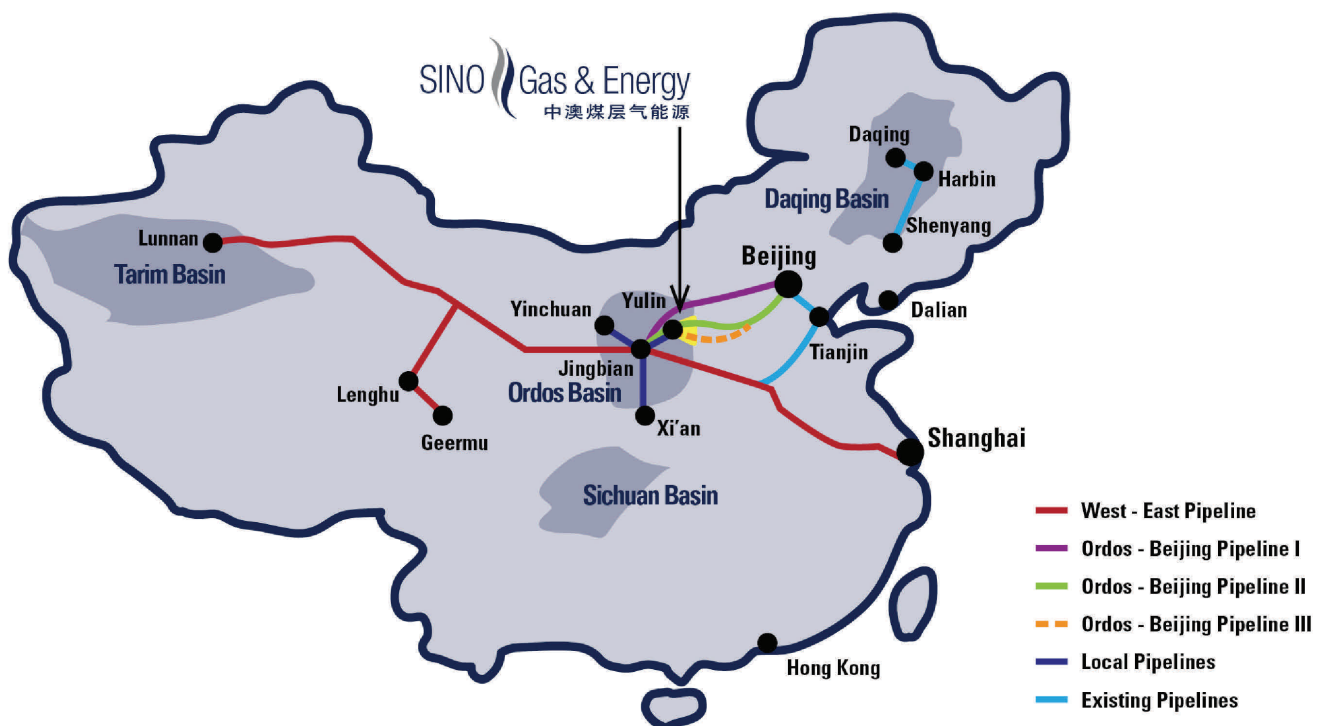 SINO Gas & Energy
中澳煤层气能源
Daqing
Harbin
Daqing Basin
Shenyang
Lunnan
Tarim Basin
Beijing
Yulin
Yinchuan
Dalian
Tianjin
Jingbian
Ordos Basin
Lenghu
Geermu
Xi'an
Shanghai
Sichuan Basin
Hong Kong
West - East Pipeline
Ordos - Beijing Pipeline I
Ordos - Beijing Pipeline II
Ordos - Beijing Pipeline III
Local Pipelines
Existing Pipelines